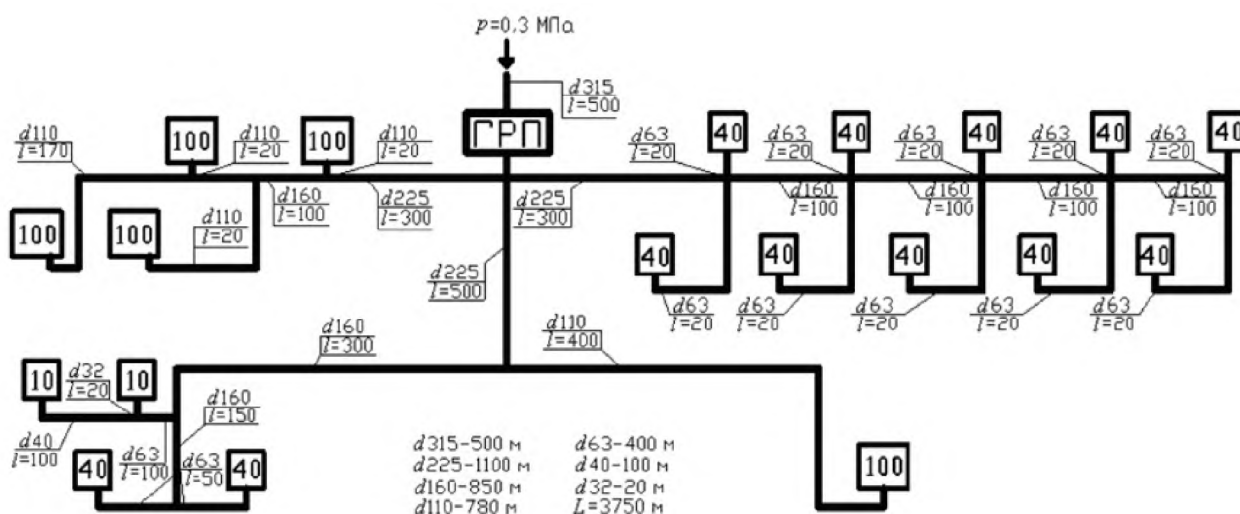 p=0,3 МПа
d315
l=500
ГРП
d110
l=170
100
d110
l=20
100
d110
l=20
d63
l=20
40
d63
l=20
40
d63
l=20
40
d63
l=20
40
d63
l=20
40
d160
l=100
d225
l=300
d225
l=300
d160
l=100
d160
l=100
d160
l=100
d160
l=100
100
100
d110
l=20
40
40
40
40
40
d225
l=500
d63
l=20
d63
l=20
d63
l=20
d63
l=20
d63
l=20
d160
l=300
d110
l=400
10
d32
l=20
10
d160
l=150
d40
l=100
d63
l=100
d63
l=50
40
40
100
d315-500 м
d225-1100 м
d160-850 м
d110-780 м
d63-400 м
d40-100 м
d32-20 м
L=3750 м